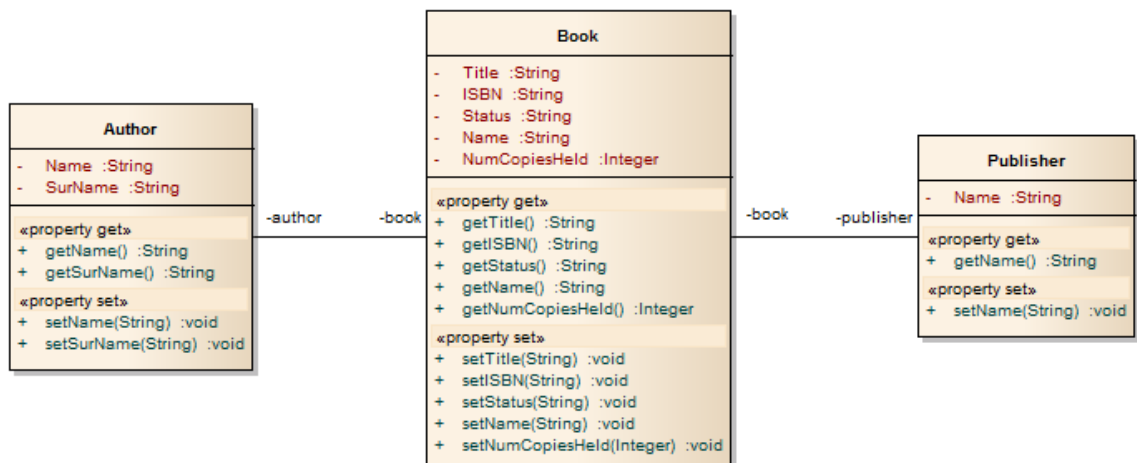 Author
- Name :String
- SurName :String
«property get»
+ getName() :String
+ getSurName() :String
«property set»
+ setName(String) :void
+ setSurName(String) :void
-author
-book
Book
- Title :String
- ISBN :String
- Status :String
- Name :String
- NumCopiesHeld :Integer
«property get»
+ getTitle() :String
+ getISBN() :String
+ getStatus() :String
+ getName() :String
+ getNumCopiesHeld() :Integer
«property set»
+ setTitle(String) :void
+ setISBN(String) :void
+ setStatus(String) :void
+ setName(String) :void
+ setNumCopiesHeld(Integer) :void
-book
-publisher
Publisher
- Name :String
«property get»
+ getName() :String
«property set»
+ setName(String) :void